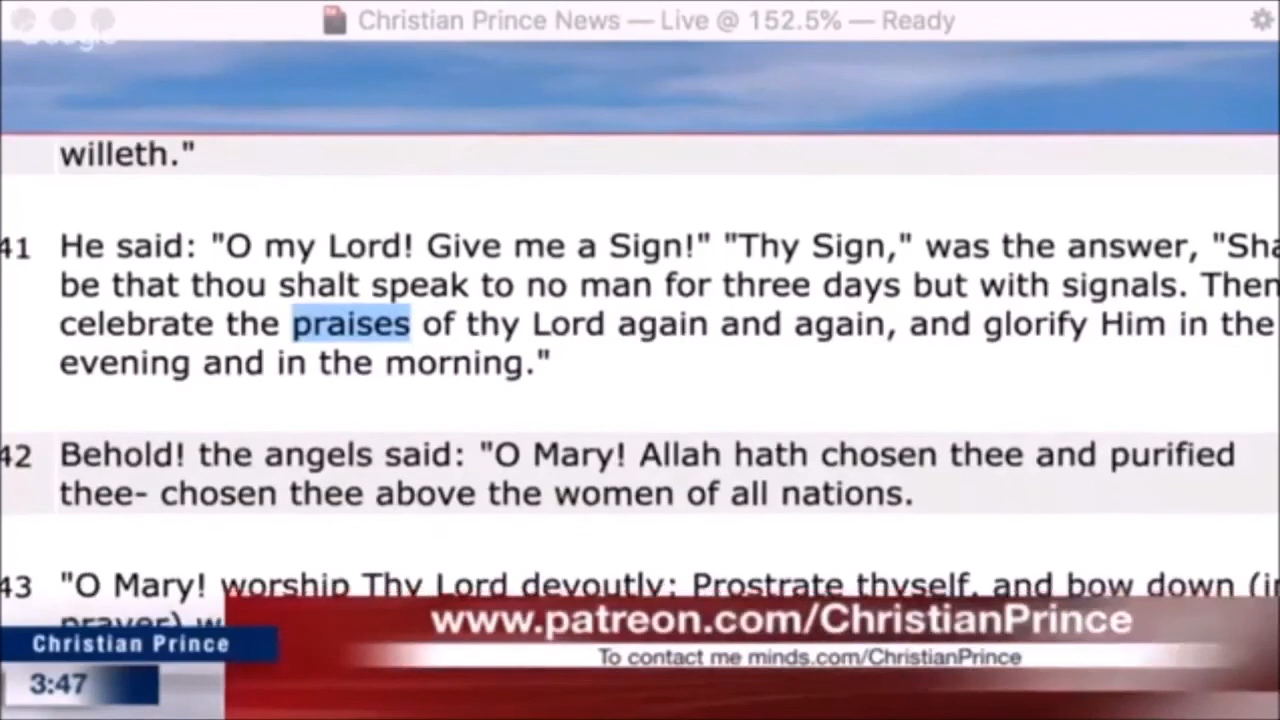 Christian Prince News — Live @ 152.5% — Ready
Google
willeth."
41 He said: "O my Lord! Give me a Sign!" "Thy Sign," was the answer, "Sha
be that thou shalt speak to no man for three days but with signals. Then
celebrate the praises of thy Lord again and again, and glorify Him in the
evening and in the morning."
42 Behold! the angels said: "O Mary! Allah hath chosen thee and purified
thee- chosen thee above the women of all nations.
43 "O Mary! worship Thy Lord devoutly: Prostrate thyself, and bow down (in
prayer) w
www.patreon.com/ChristianPrince
Christian Prince
To contact me minds.com/ChristianPrince
3:47